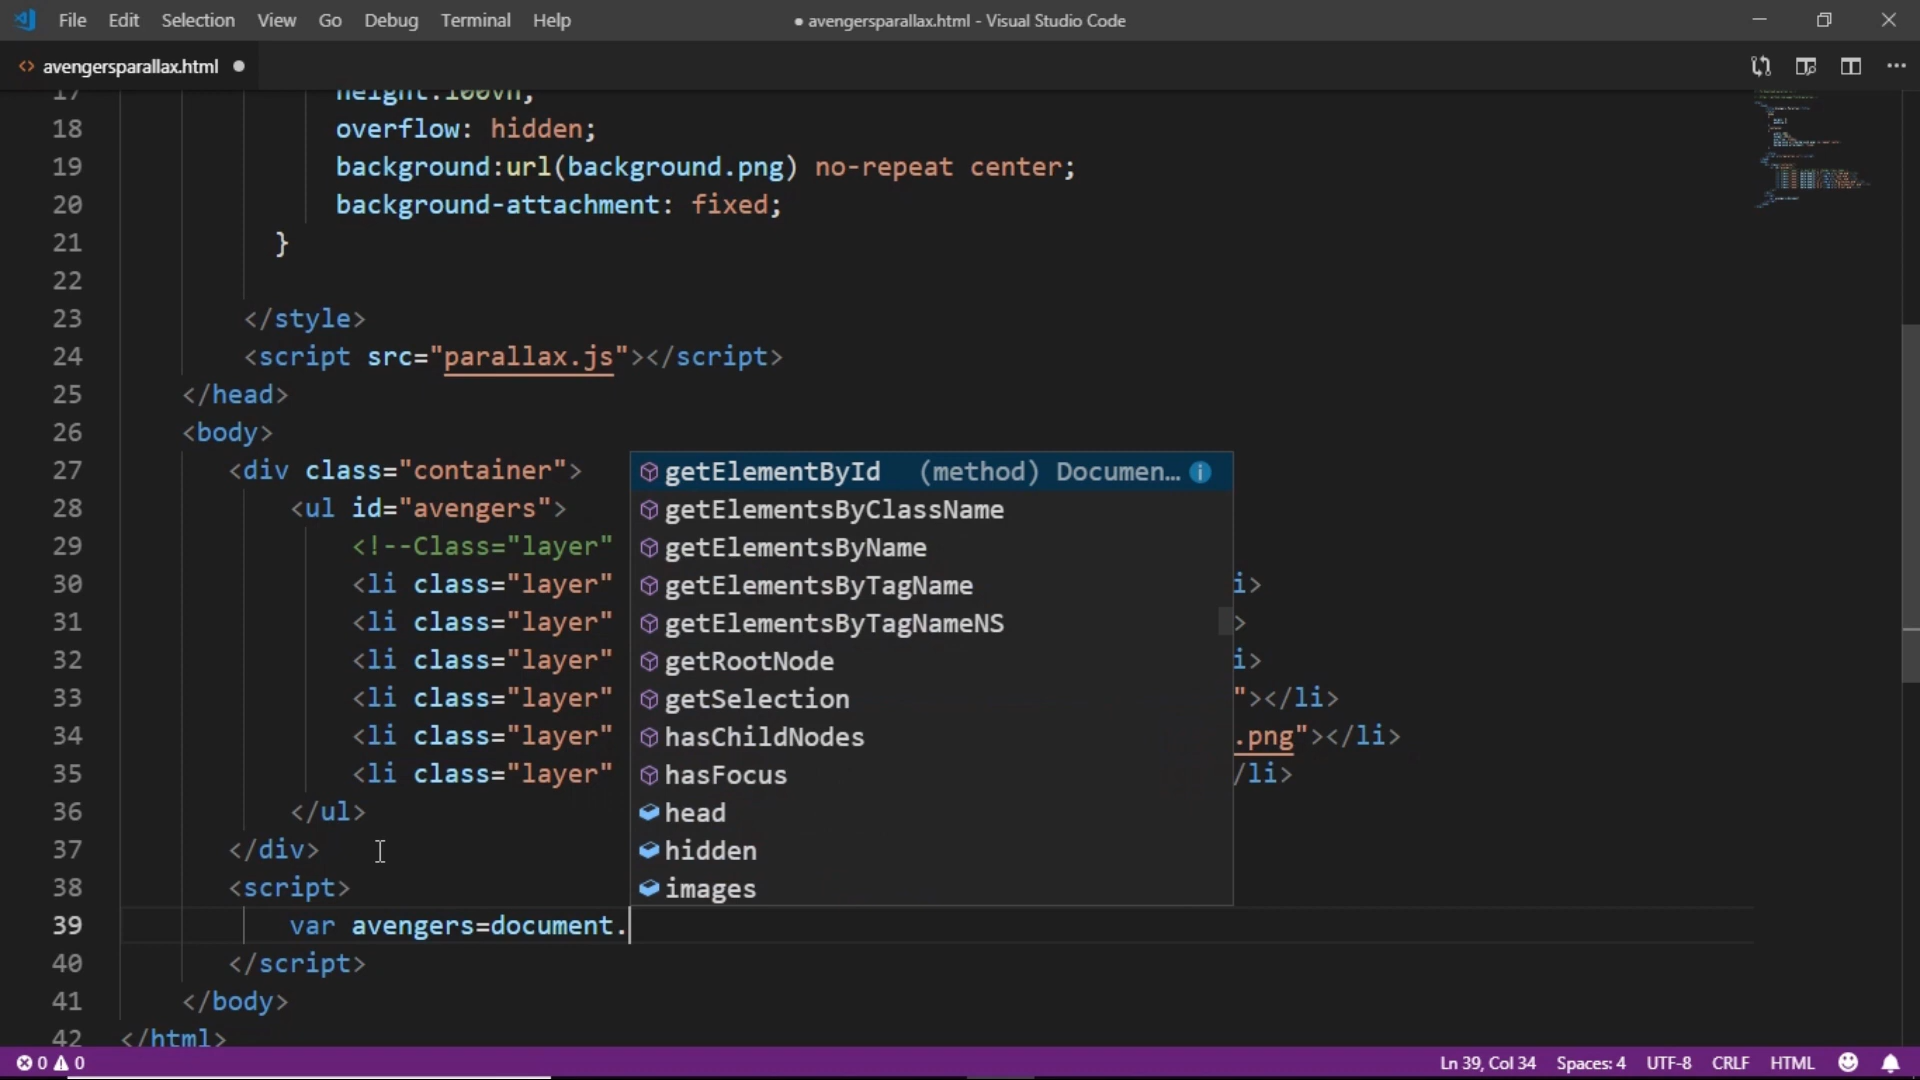 File Edit Selection View Go Debug Terminal Help
● avengersparallax.html - Visual Studio Code
avengersparallax.html
17 height:100vh;
18 overflow: hidden;
19 background:url(background.png) no-repeat center;
20 background-attachment: fixed;
21 }
22
23 </style>
24 <script src="parallax.js"></script>
25 </head>
26 <body>
27 <div class="container">
28 <ul id="avengers">
29 <!--Class="layer"
30 <li class="layer" i>
31 <li class="layer" >
32 <li class="layer" i>
33 <li class="layer" "></li>
34 <li class="layer" .png"></li>
35 <li class="layer" /li>
36 </ul>
37 </div>
38 <script>
39 var avengers=document.
40 </script>
41 </body>
42 </html>
getElementById (method) Documen…
getElementsByClassName
getElementsByName
getElementsByTagName
getElementsByTagNameNS
getRootNode
getSelection
hasChildNodes
hasFocus
head
hidden
images
0 0
Ln 39, Col 34 Spaces: 4 UTF-8 CRLF HTML